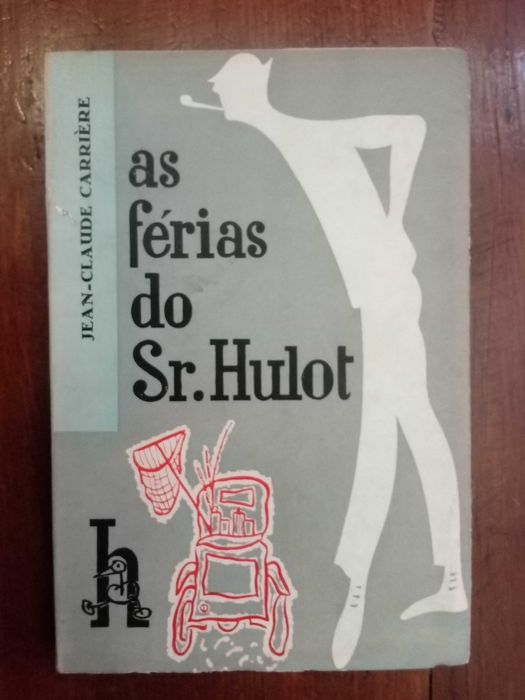 JEAN-CLAUDE CARRIÈRE
as
férias
do
Sr. Hulot
h